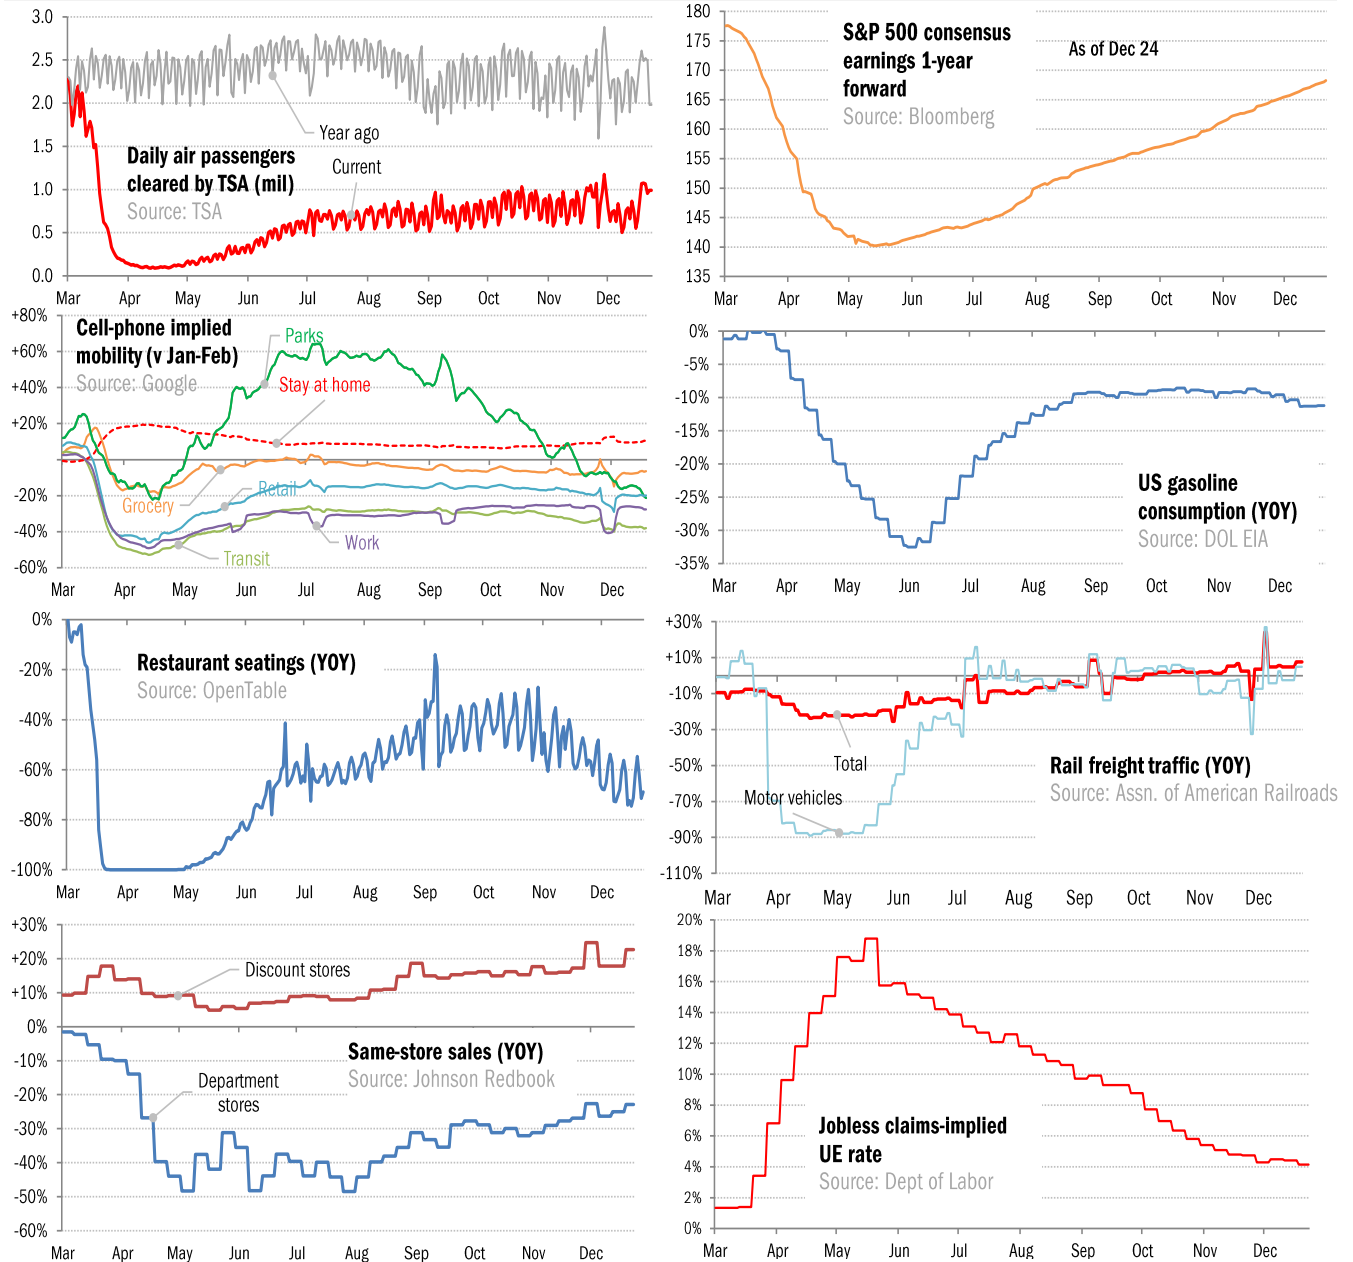 3.0
2.5
2.0
1.5
1.0
0.5
0.0
Year ago
Current
Daily air passengers
cleared by TSA (mil)
Source: TSA
Mar Apr May Jun Jul Aug Sep Oct Nov Dec
180
175
170
165
160
155
150
145
140
135
S&P 500 consensus
earnings 1-year
forward
Source: Bloomberg
As of Dec 24
Mar Apr May Jun Jul Aug Sep Oct Nov Dec
+80%
+60%
+40%
+20%
-20%
-40%
-60%
Cell-phone implied
mobility (v Jan-Feb)
Source: Google
Parks
Stay at home
Grocery
Retail
Work
Transit
Mar Apr May Jun Jul Aug Sep Oct Nov Dec
0%
-5%
-10%
-15%
-20%
-25%
-30%
-35%
US gasoline
consumption (YOY)
Source: DOL EIA
Mar Apr May Jun Jul Aug Sep Oct Nov Dec
0%
-20%
-40%
-60%
-80%
-100%
Restaurant seatings (YOY)
Source: OpenTable
Mar Apr May Jun Jul Aug Sep Oct Nov Dec
+30%
+10%
-10%
-30%
-50%
-70%
-90%
-110%
Total
Motor vehicles
Rail freight traffic (YOY)
Source: Assn. of American Railroads
Mar Apr May Jun Jul Aug Sep Oct Nov Dec
+30%
+20%
+10%
0%
-10%
-20%
-30%
-40%
-50%
-60%
Discount stores
Same-store sales (YOY)
Source: Johnson Redbook
Department
stores
Mar Apr May Jun Jul Aug Sep Oct Nov Dec
20%
18%
16%
14%
12%
10%
8%
6%
4%
2%
0%
Jobless claims-implied
UE rate
Source: Dept of Labor
Mar Apr May Jun Jul Aug Sep Oct Nov Dec